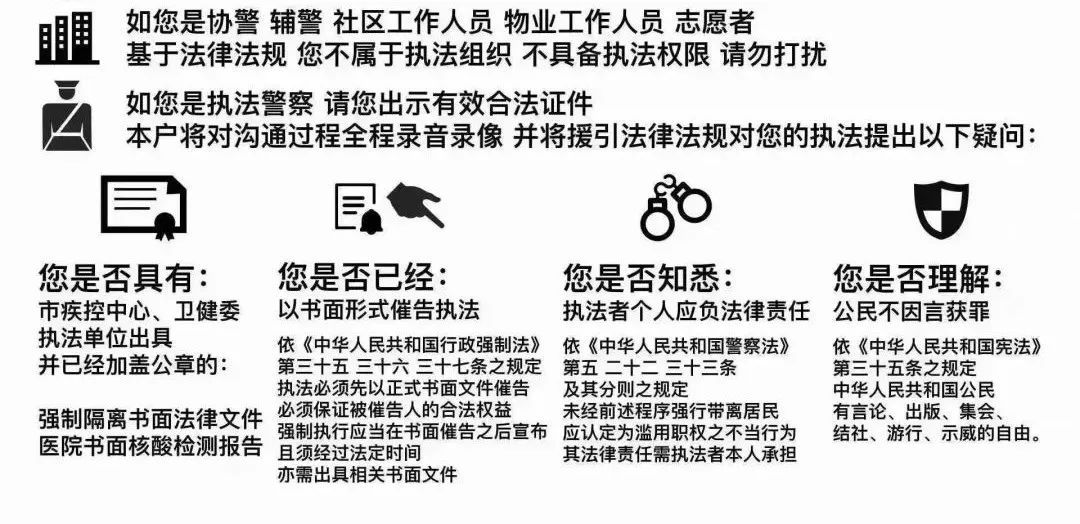 如您是协警 辅警 社区工作人员 物业工作人员 志愿者
基于法律法规 您不属于执法组织 不具备执法权限 请勿打扰
如您是执法警察 请您出示有效合法证件
本户将对沟通过程全程录音录像 并将援引法律法规对您的执法提出以下疑问：
您是否具有：
市疾控中心、卫健委
执法单位出具
并已经加盖公章的：
强制隔离书面法律文件
医院书面核酸检测报告
您是否已经：
以书面形式催告执法
依《中华人民共和国行政强制法》
第三十五 三十六 三十七条之规定
执法必须先以正式书面文件催告
必须保证被催告人的合法权益
强制执行应当在书面催告之后宣布
且须经过法定时间
亦需出具相关书面文件
您是否知悉：
执法者个人应负法律责任
依《中华人民共和国警察法》
第五 二十二 三十三条
及其分则之规定
未经前述程序强行带离居民
应认定为滥用职权之不当行为
其法律责任需执法者本人承担
您是否理解：
公民不因言获罪
依《中华人民共和国宪法》
第三十五条之规定
中华人民共和国公民
有言论、出版、集会、
结社、游行、示威的自由。